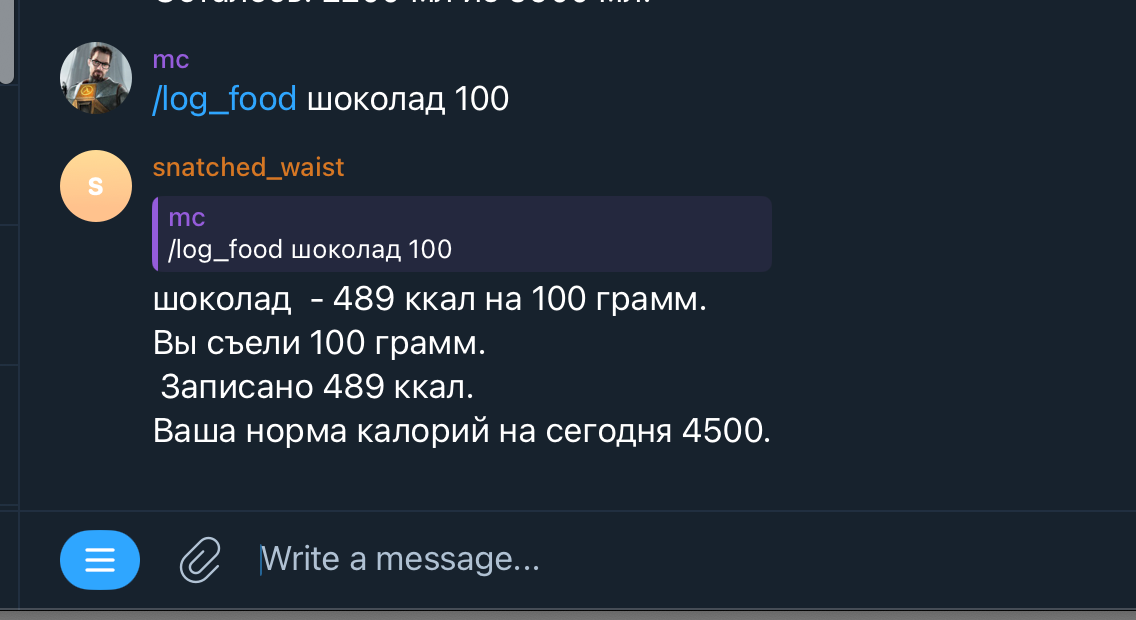 mc
/log_food шоколад 100
snatched_waist
S
mc
/log_food шоколад 100
шоколад  - 489 ккал на 100 грамм.
Вы съели 100 грамм.
Записано 489 ккал.
Ваша норма калорий на сегодня 4500.
Write a message...